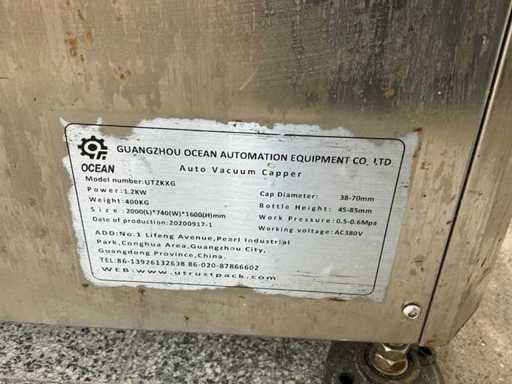 GUANGZHOU OCEAN AUTOMATION EQUIPMENT CO, LTD
OCEAN
Auto Vacuum Capper
Model number:UTZKXG
Power:1.2KW
Weight:400KG
Size:2000(L)*740(W)*1600(H)mm
Date of production:20200917-1
Cap Diameter: 38-70mm
Bottle Height: 45-85mm
Work Pressure: 0.5-0.6Mpa
Working voltage:AC380V
ADD:No.1 Lifeng Avenue,Pearl Industrial
Park,Conghua Area,Guangzhou City,
Guangdong Province,China.
TEL:86-13926132638 86-020-87866602
WEB:www.utrustpack.com